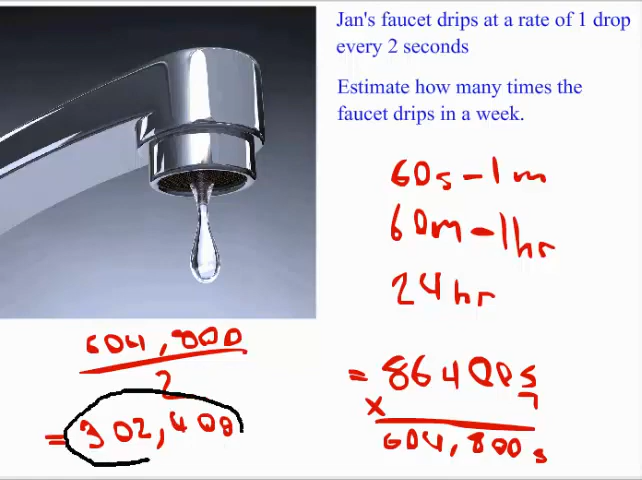 Jan's faucet drips at a rate of 1 drop
every 2 seconds
Estimate how many times the
faucet drips in a week.
60s - 1m
60m - 1hr
24hr
= 86400s
x 7
604,800s
604,800
2
= 302,400